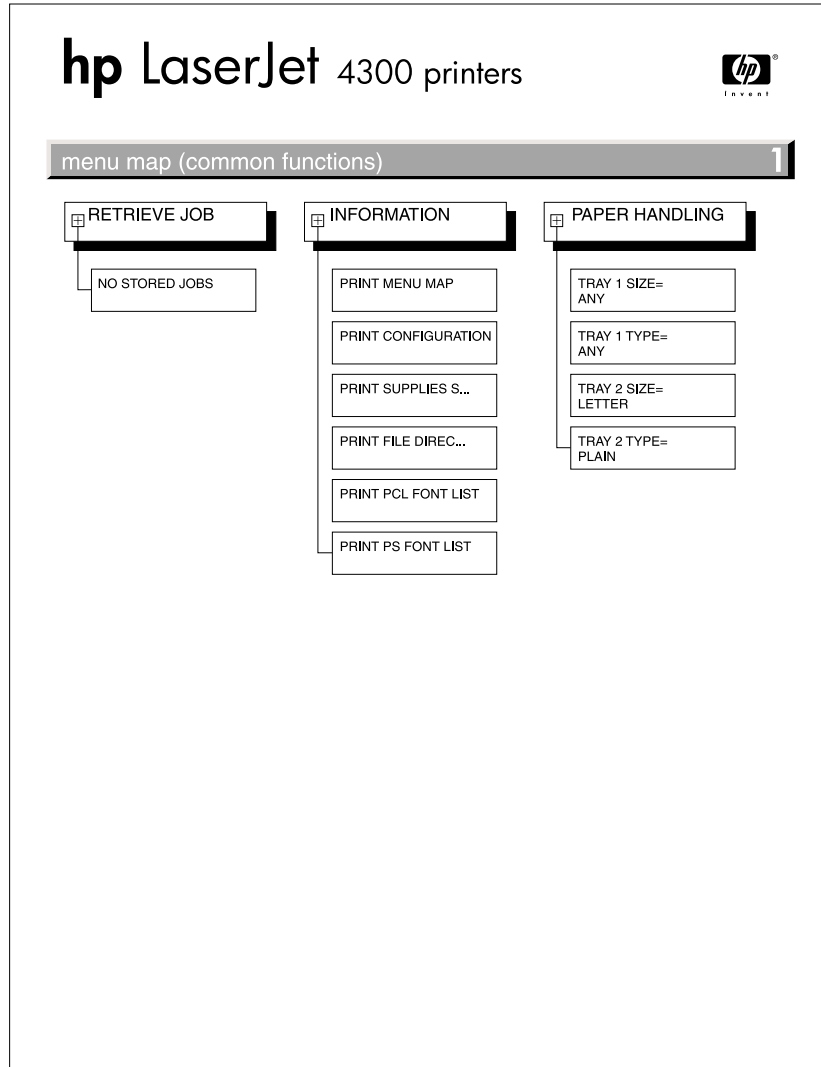 hp LaserJet 4300 printers
hp®
invent
menu map (common functions) 1
RETRIEVE JOB
NO STORED JOBS
INFORMATION
PRINT MENU MAP
PRINT CONFIGURATION
PRINT SUPPLIES S...
PRINT FILE DIREC...
PRINT PCL FONT LIST
PRINT PS FONT LIST
PAPER HANDLING
TRAY 1 SIZE=
ANY
TRAY 1 TYPE=
ANY
TRAY 2 SIZE=
LETTER
TRAY 2 TYPE=
PLAIN